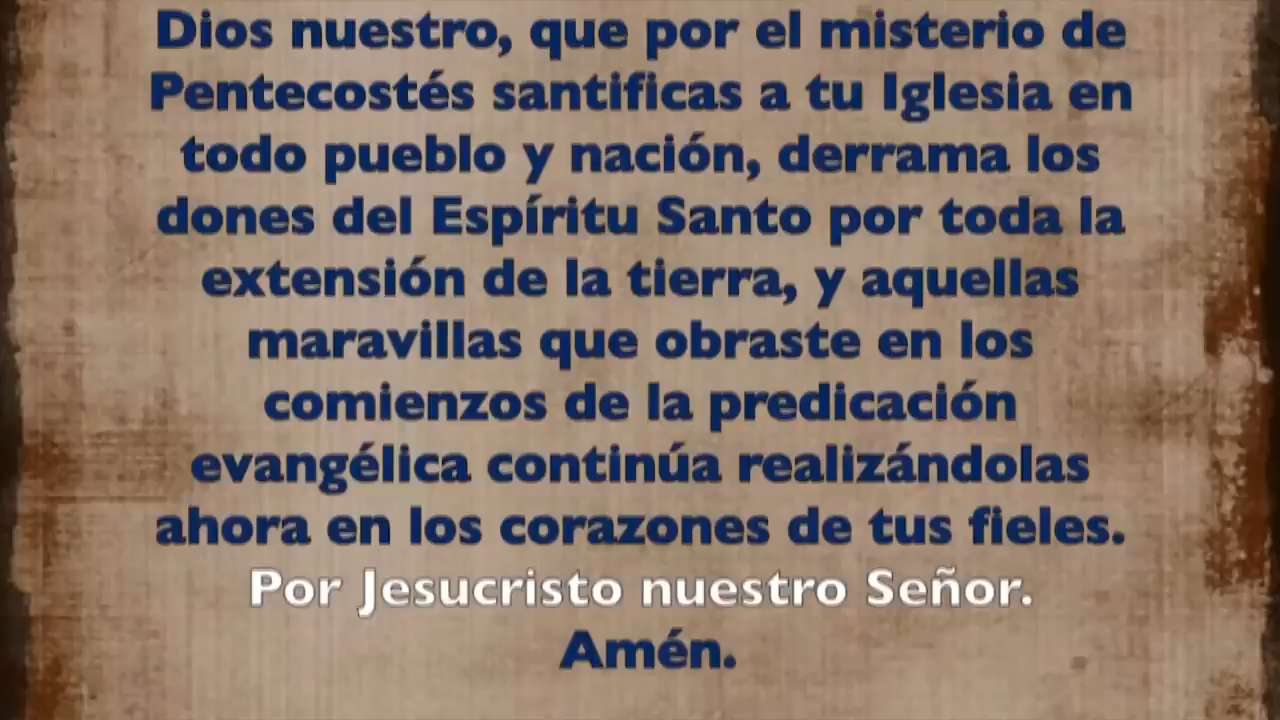 Dios nuestro, que por el misterio de
Pentecostés santificas a tu Iglesia en
todo pueblo y nación, derrama los
dones del Espíritu Santo por toda la
extensión de la tierra, y aquellas
maravillas que obraste en los
comienzos de la predicación
evangélica continúa realizándolas
ahora en los corazones de tus fieles.
Por Jesucristo nuestro Señor.
Amén.